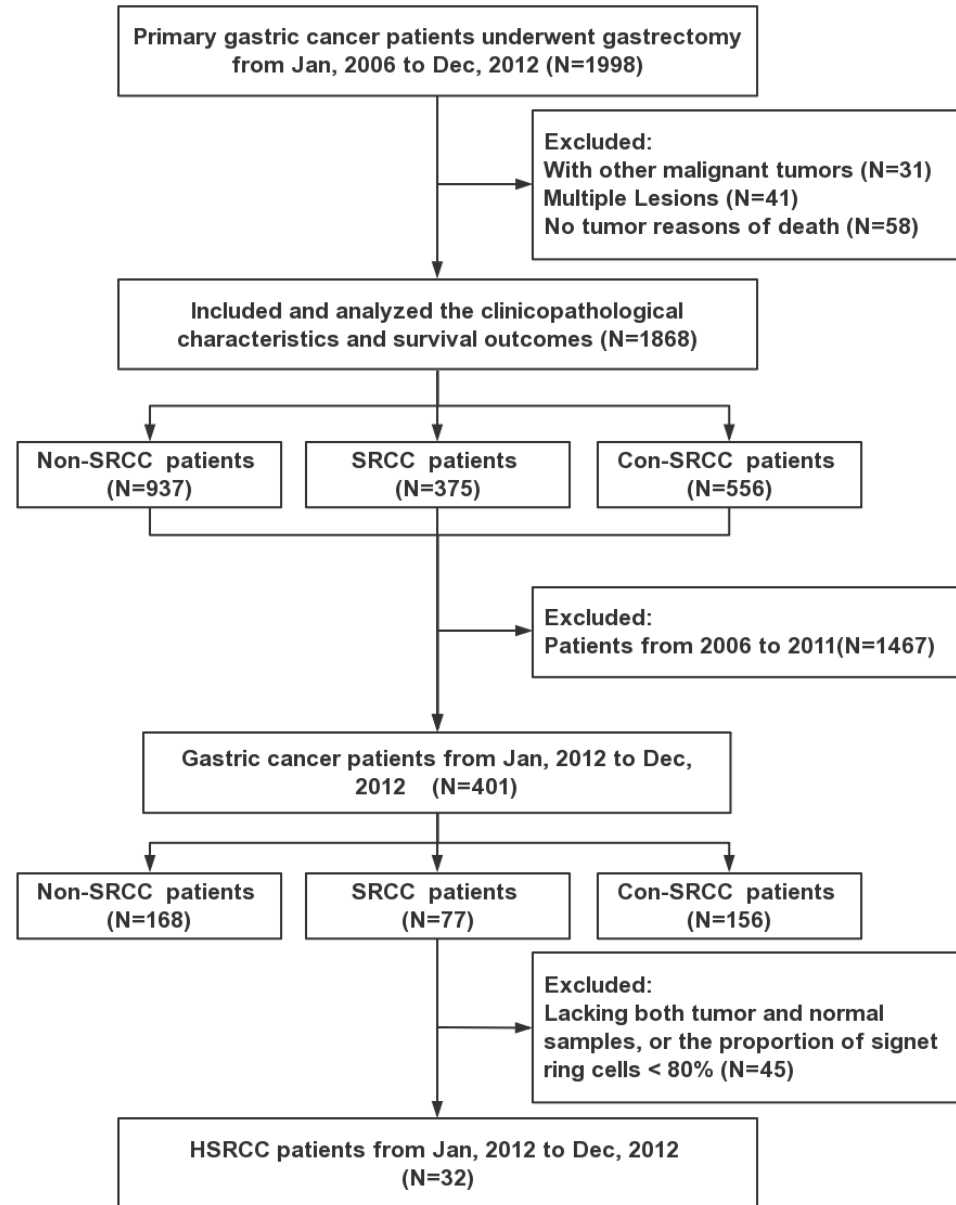 Primary gastric cancer patients underwent gastrectomy
from Jan, 2006 to Dec, 2012 (N=1998)
Excluded:
With other malignant tumors (N=31)
Multiple Lesions (N=41)
No tumor reasons of death (N=58)
Included and analyzed the clinicopathological
characteristics and survival outcomes (N=1868)
Non-SRCC patients
(N=937)
SRCC patients
(N=375)
Con-SRCC patients
(N=556)
Excluded:
Patients from 2006 to 2011(N=1467)
Gastric cancer patients from Jan, 2012 to Dec,
2012 (N=401)
Non-SRCC patients
(N=168)
SRCC patients
(N=77)
Con-SRCC patients
(N=156)
Excluded:
Lacking both tumor and normal
samples, or the proportion of signet
ring cells < 80% (N=45)
HSRCC patients from Jan, 2012 to Dec, 2012
(N=32)